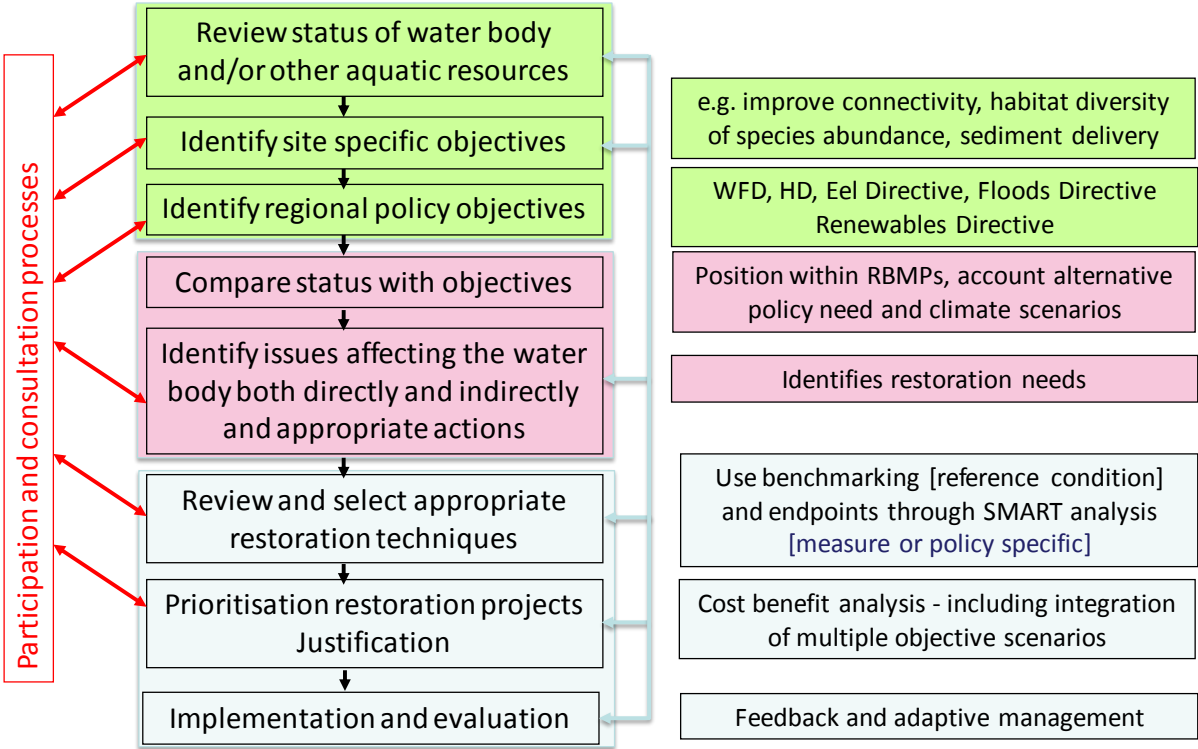 Participation and consultation processes
Review status of water body
and/or other aquatic resources
Identify site specific objectives
Identify regional policy objectives
Compare status with objectives
Identify issues affecting the water
body both directly and indirectly
and appropriate actions
Review and select appropriate
restoration techniques
Prioritisation restoration projects
Justification
Implementation and evaluation
e.g. improve connectivity, habitat diversity
of species abundance, sediment delivery
WFD, HD, Eel Directive, Floods Directive
Renewables Directive
Position within RBMPs, account alternative
policy need and climate scenarios
Identifies restoration needs
Use benchmarking [reference condition]
and endpoints through SMART analysis
[measure or policy specific]
Cost benefit analysis - including integration
of multiple objective scenarios
Feedback and adaptive management